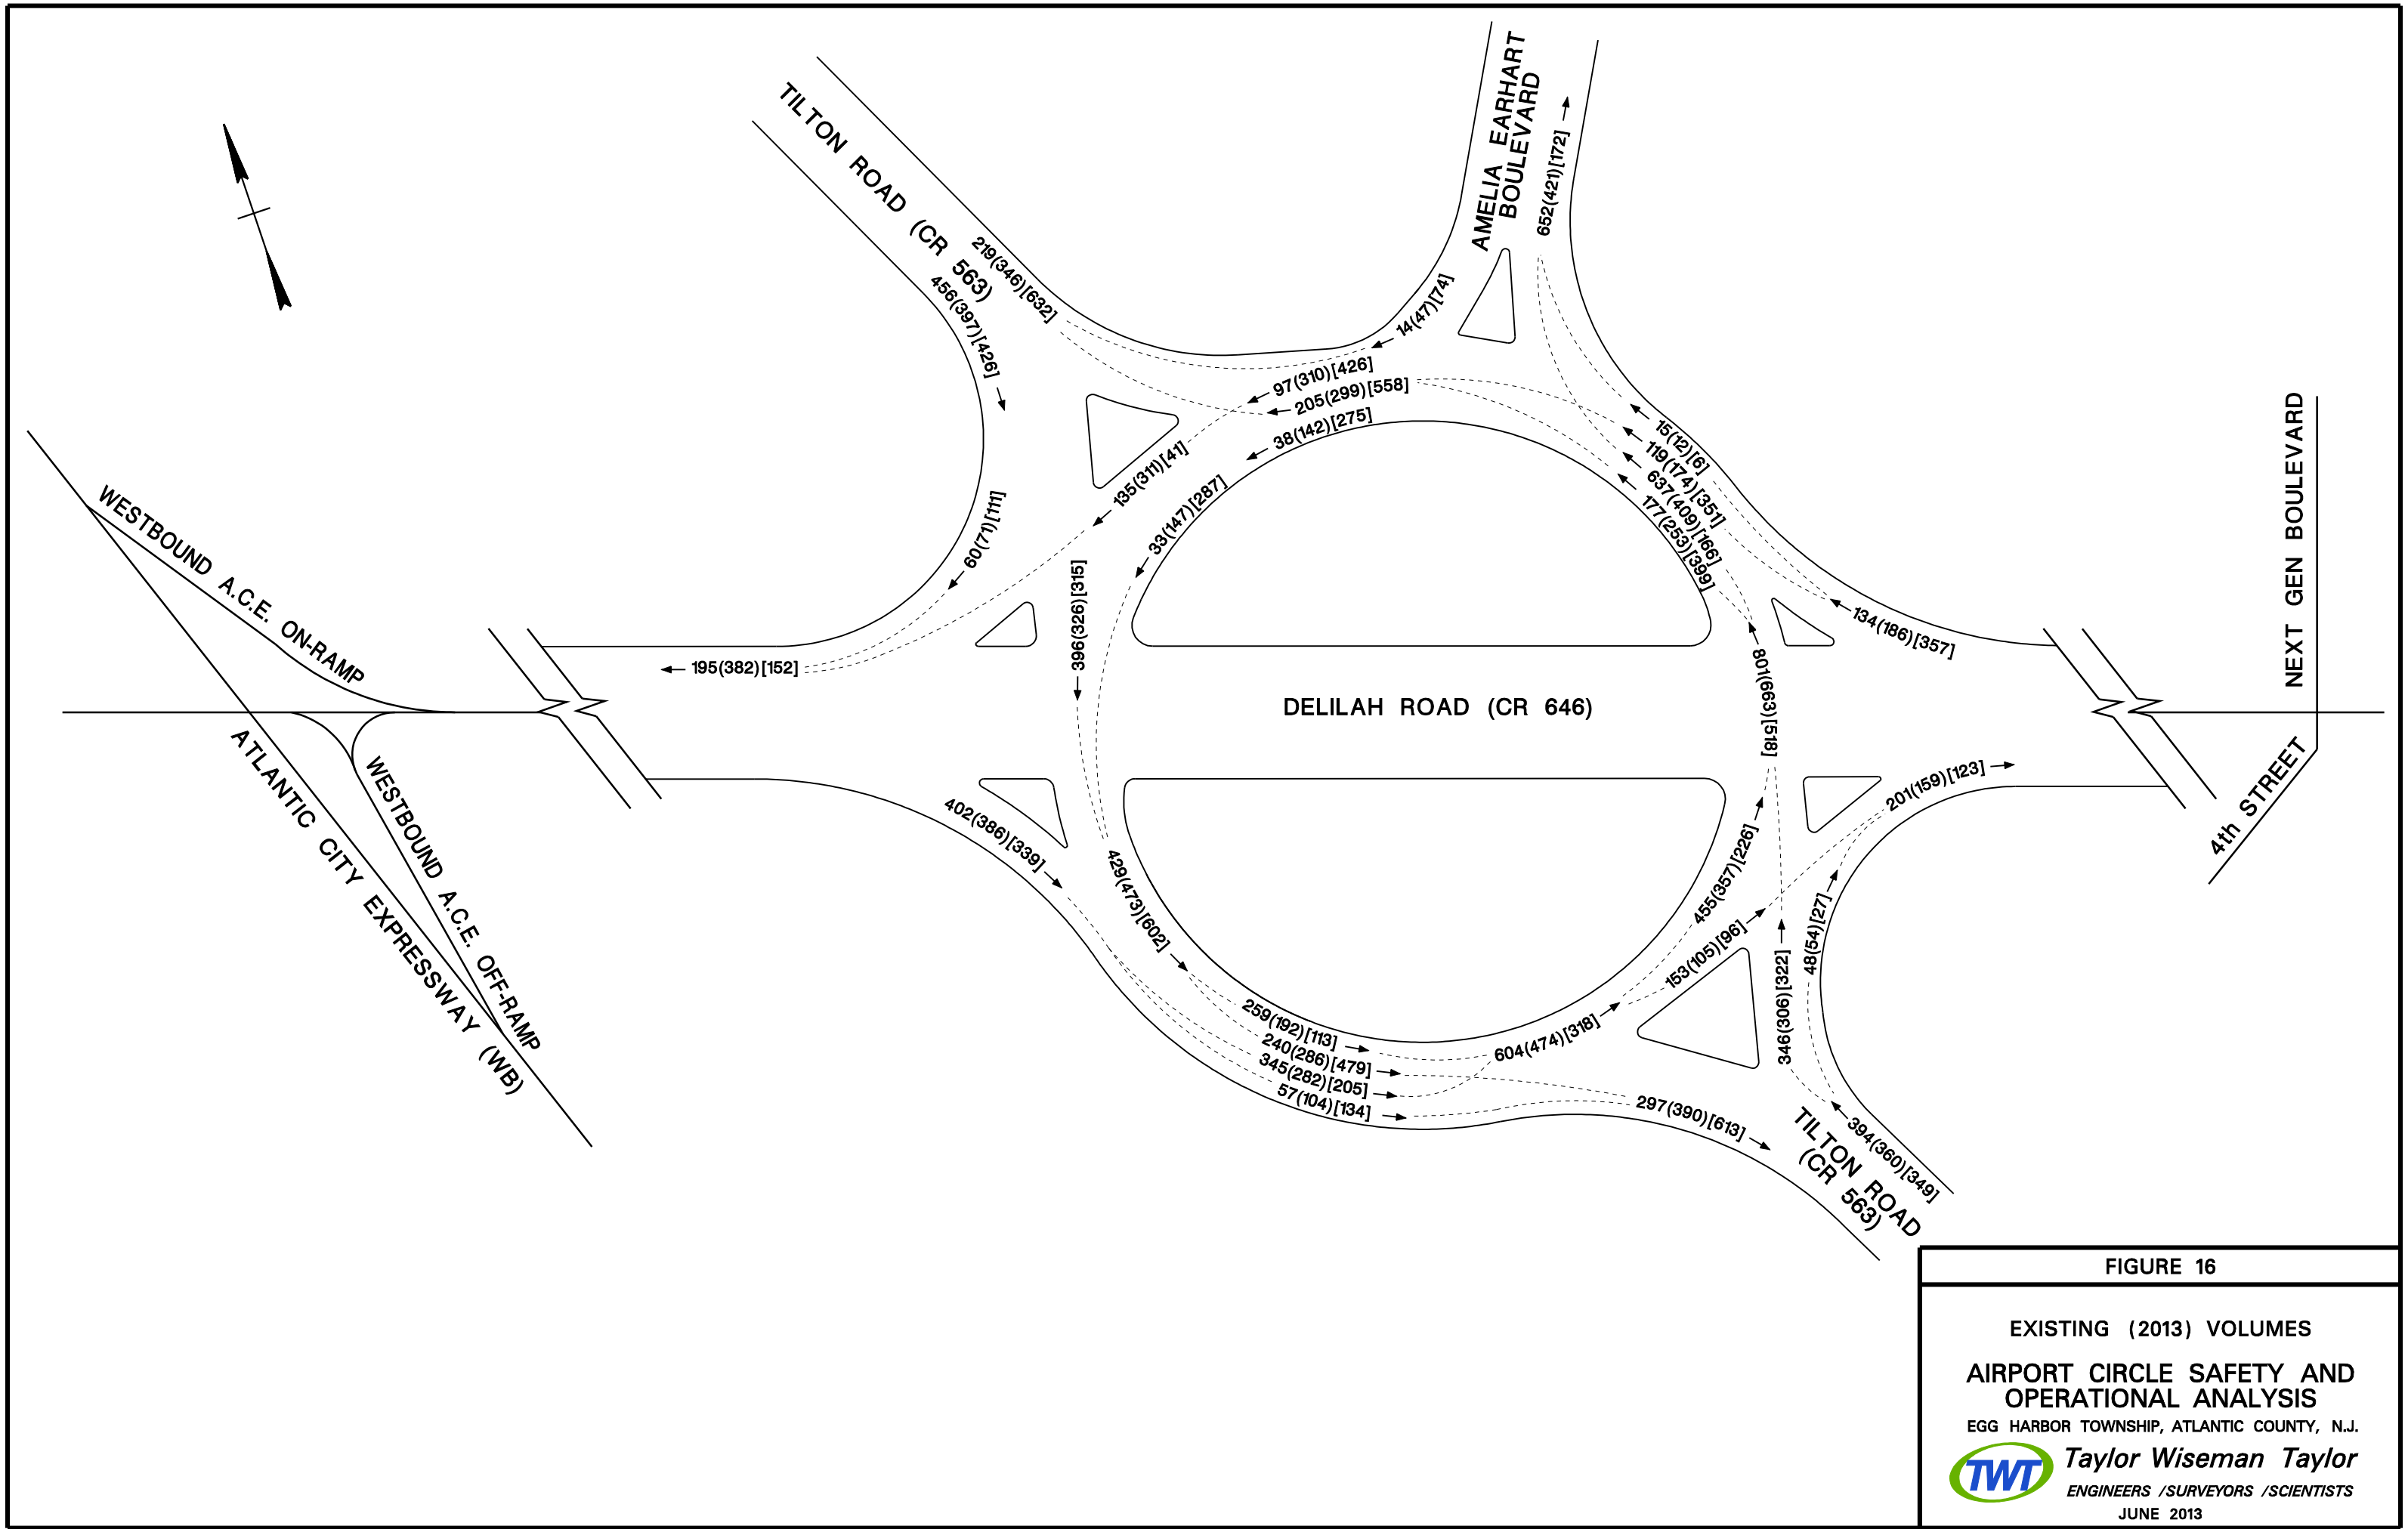 TILTON ROAD (CR 563)
AMELIA EARHART
BOULEVARD
652(421)[172]
219(346)[632]
456(397)[426]
14(47)[74]
97(310)[426]
205(299)[558]
38(142)[275]
15(12)[6]
119(174)[351]
637(409)[166]
177(253)[399]
135(311)[41]
33(147)[287]
60(71)[111]
396(326)[315]
134(186)[357]
801(663)[518]
195(382)[152]
NEXT GEN BOULEVARD
WESTBOUND A.C.E. ON-RAMP
DELILAH ROAD (CR 646)
ATLANTIC CITY EXPRESSWAY (WB)
WESTBOUND A.C.E. OFF-RAMP
4th STREET
201(159)[123]
402(386)[339]
429(473)[602]
455(357)[226]
153(105)[96]
48(54)[27]
346(306)[322]
259(192)[113]
240(286)[479]
345(282)[205]
57(104)[134]
604(474)[318]
297(390)[613]
394(360)[349]
TILTON ROAD
(CR 563)
FIGURE 16
EXISTING (2013) VOLUMES
AIRPORT CIRCLE SAFETY AND
OPERATIONAL ANALYSIS
EGG HARBOR TOWNSHIP, ATLANTIC COUNTY, N.J.
TWT
Taylor Wiseman Taylor
ENGINEERS /SURVEYORS /SCIENTISTS
JUNE 2013